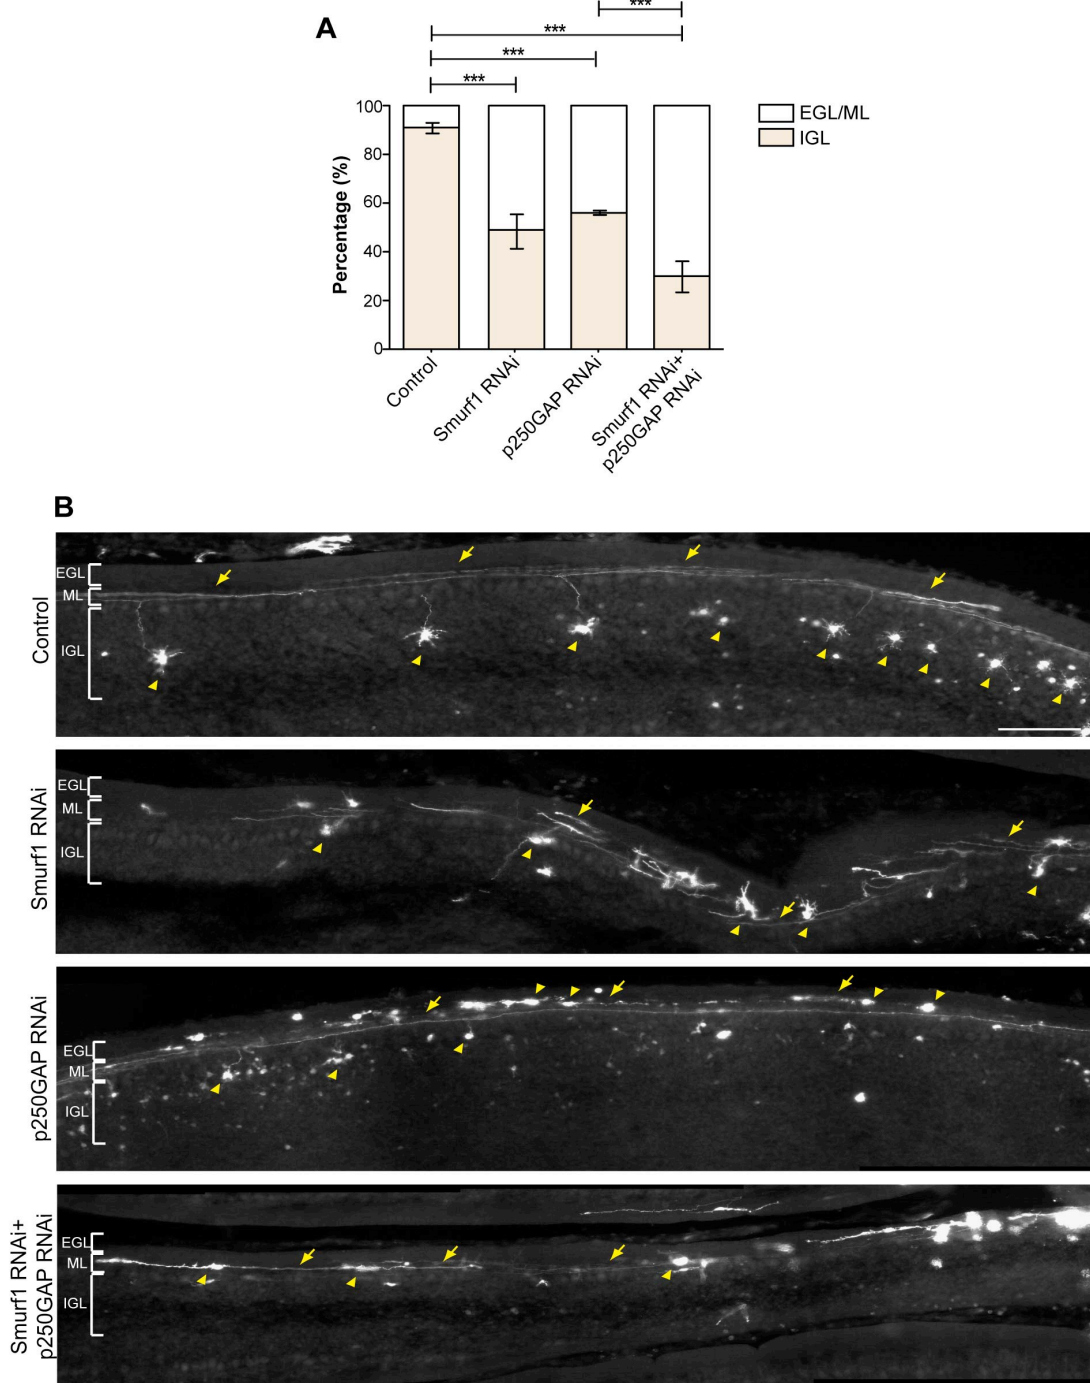 A
***
***
***
***
100
80
60
40
20
0
Percentage (%)
EGL/ML
IGL
Control
Smurf1 RNAi
p250GAP RNAi
Smurf1 RNAi+
p250GAP RNAi
B
Control
EGL
ML
IGL
Smurf1 RNAi
EGL
ML
IGL
p250GAP RNAi
EGL
ML
IGL
Smurf1 RNAi+
p250GAP RNAi
EGL
ML
IGL